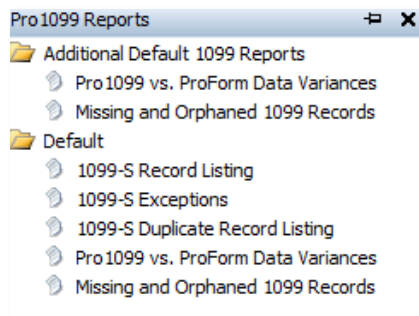 Pro1099 Reports
Additional Default 1099 Reports
Pro1099 vs. ProForm Data Variances
Missing and Orphaned 1099 Records
Default
1099-S Record Listing
1099-S Exceptions
1099-S Duplicate Record Listing
Pro1099 vs. ProForm Data Variances
Missing and Orphaned 1099 Records